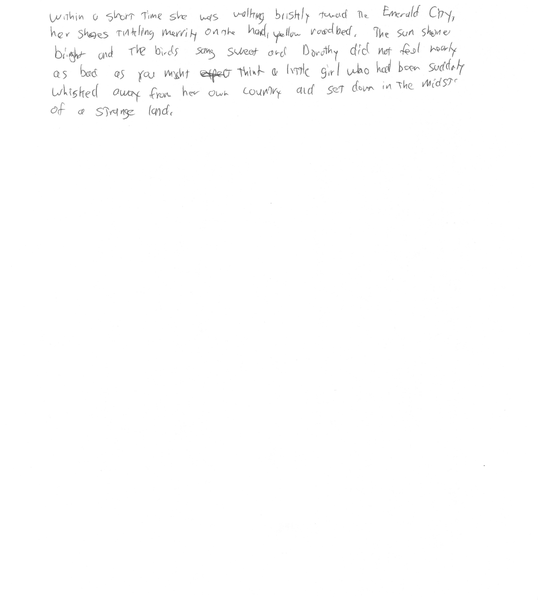 Within a short time she was walking briskly toward the Emerald City,
her shoes tinkling merrily on the hard, yellow roadbed. The sun shone
bright and the birds sang sweet and Dorothy did not feel nearly
as bad as you might expect think a little girl who had been suddenly
whisked away from her own country and set down in the midst
of a strange land.